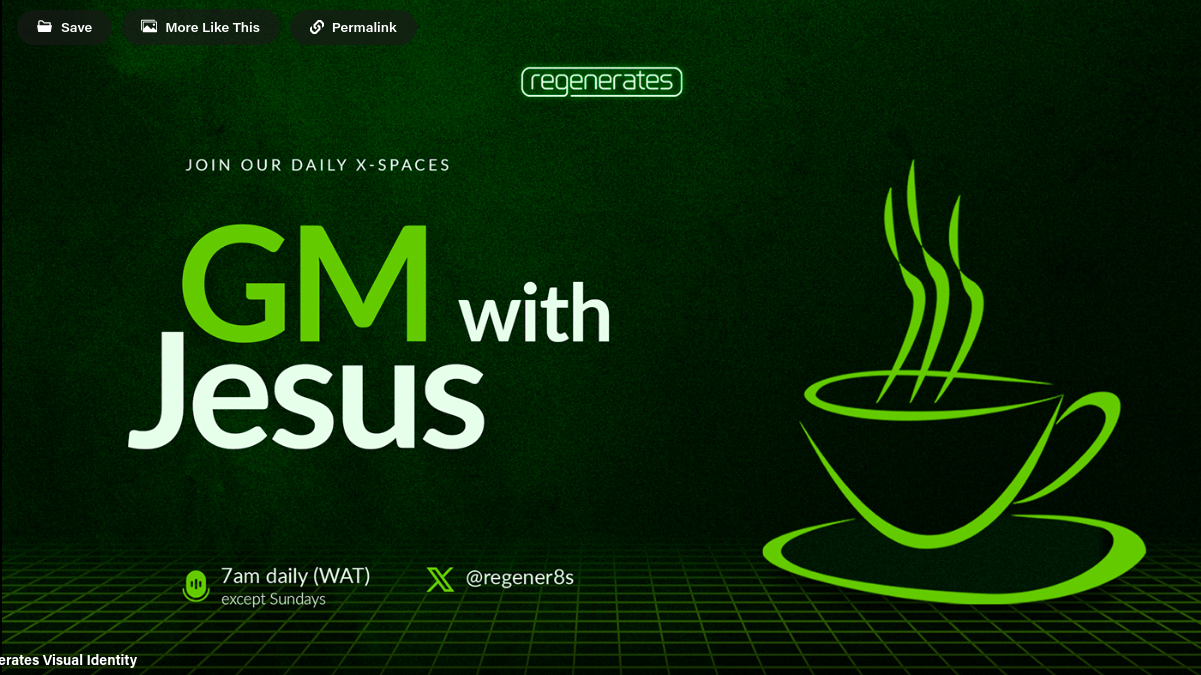 Save
More Like This
Permalink
regenerates
JOIN OUR DAILY X-SPACES
GM with
Jesus
7am daily (WAT)
except Sundays
@regener8s
erates Visual Identity